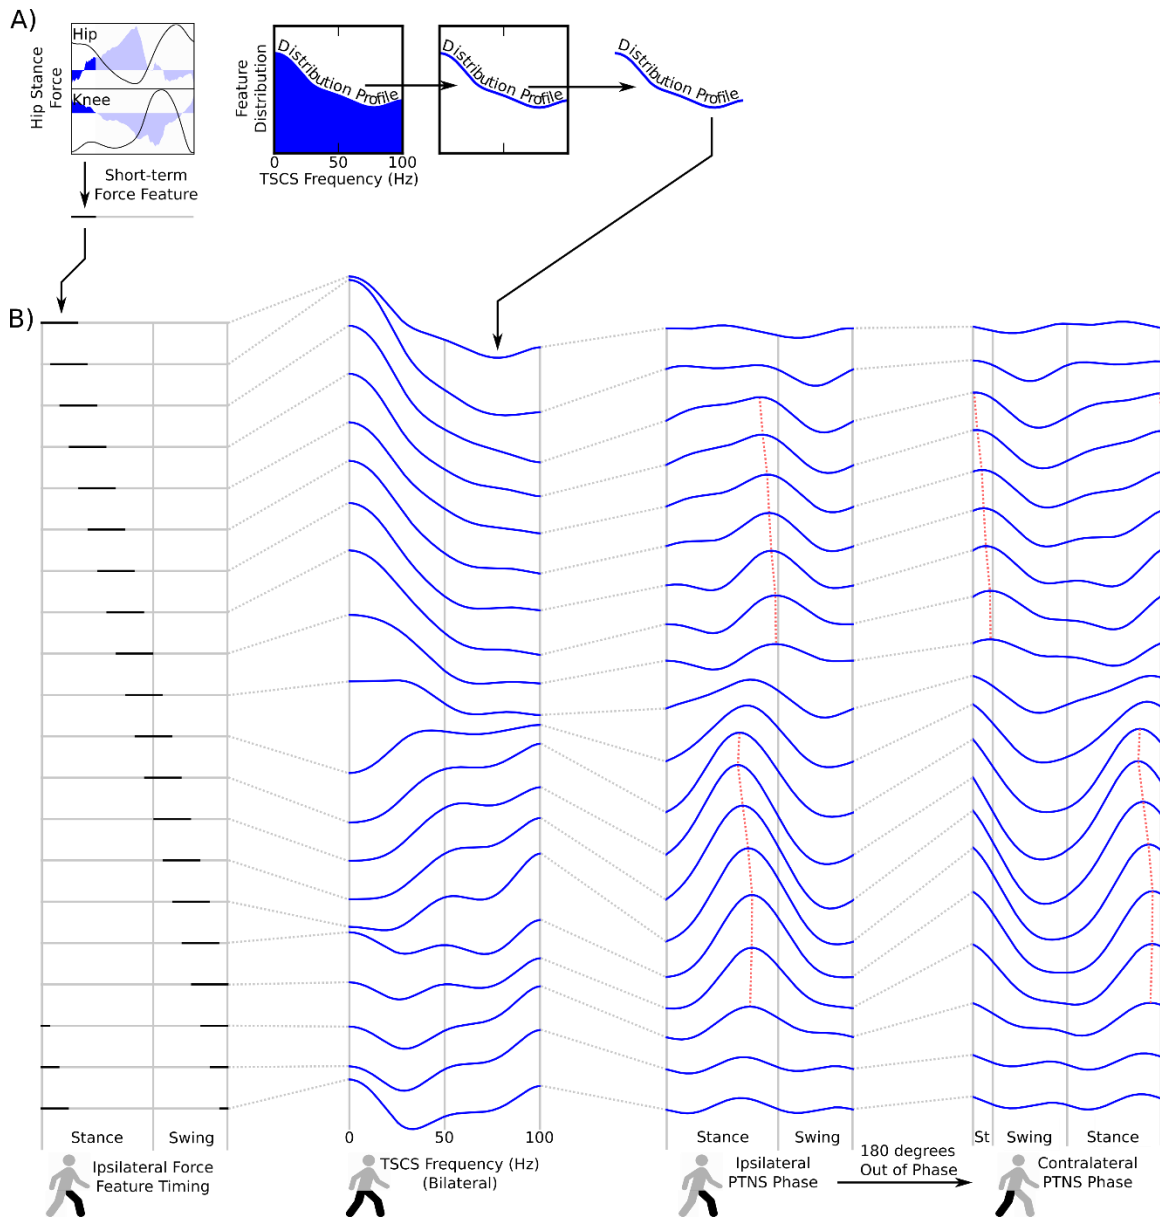 A)
Hip
Knee
Hip Stance
Force
Short-term
Force Feature
Feature
Distribution
Distribution Profile
0 50 100
TSCS Frequency (Hz)
Distribution Profile
Distribution Profile
B)
Stance Swing
Ipsilateral Force
Feature Timing
0 50 100
TSCS Frequency (Hz)
(Bilateral)
Stance Swing
Ipsilateral
PTNS Phase
180 degrees
Out of Phase
St Swing Stance
Contralateral
PTNS Phase